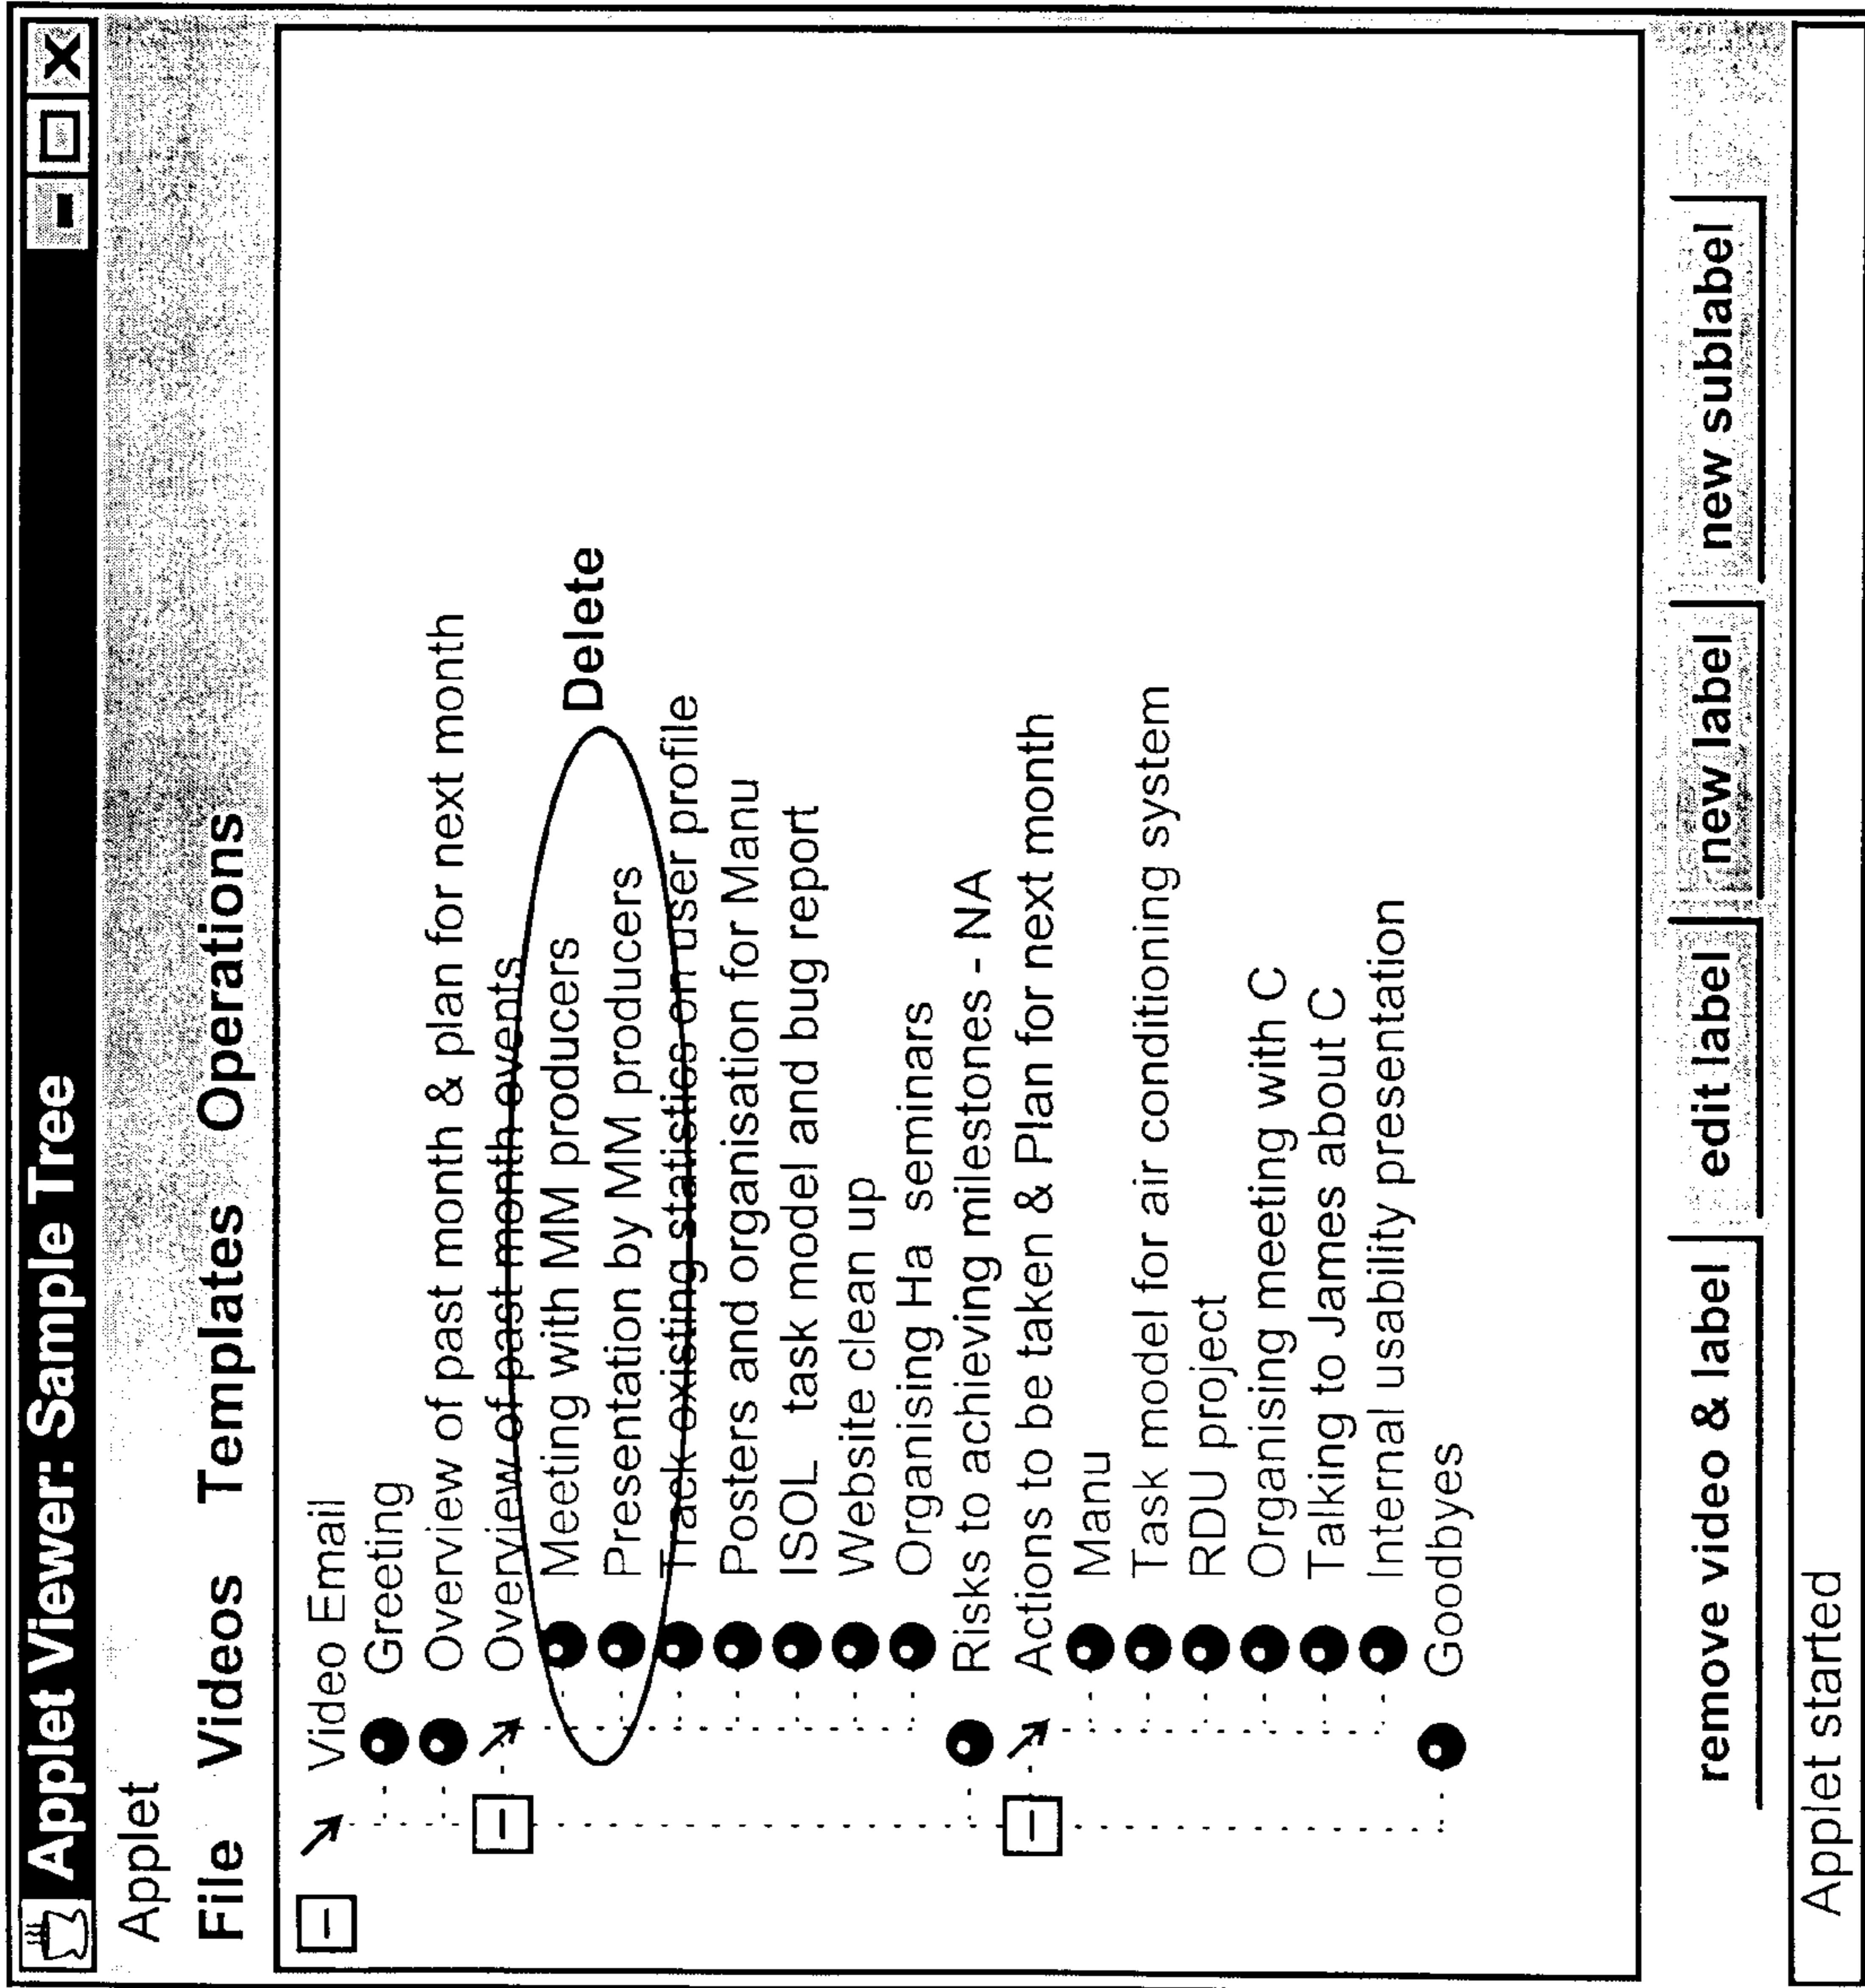 Applet Viewer: Sample Tree
Applet
File Videos Templates Operations
Video Email
Greeting
Overview of past month & plan for next month
Overview of past month events
Meeting with MM producers
Delete
Presentation by MM producers
Track existing statistics on user profile
Posters and organisation for Manu
ISOL task model and bug report
Website clean up
Organising Ha seminars
Risks to achieving milestones - NA
Actions to be taken & Plan for next month
Manu
Task model for air conditioning system
RDU project
Organising meeting with C
Talking to James about C
Internal usability presentation
Goodbyes
remove video & label edit label new label new sublabel
Applet started